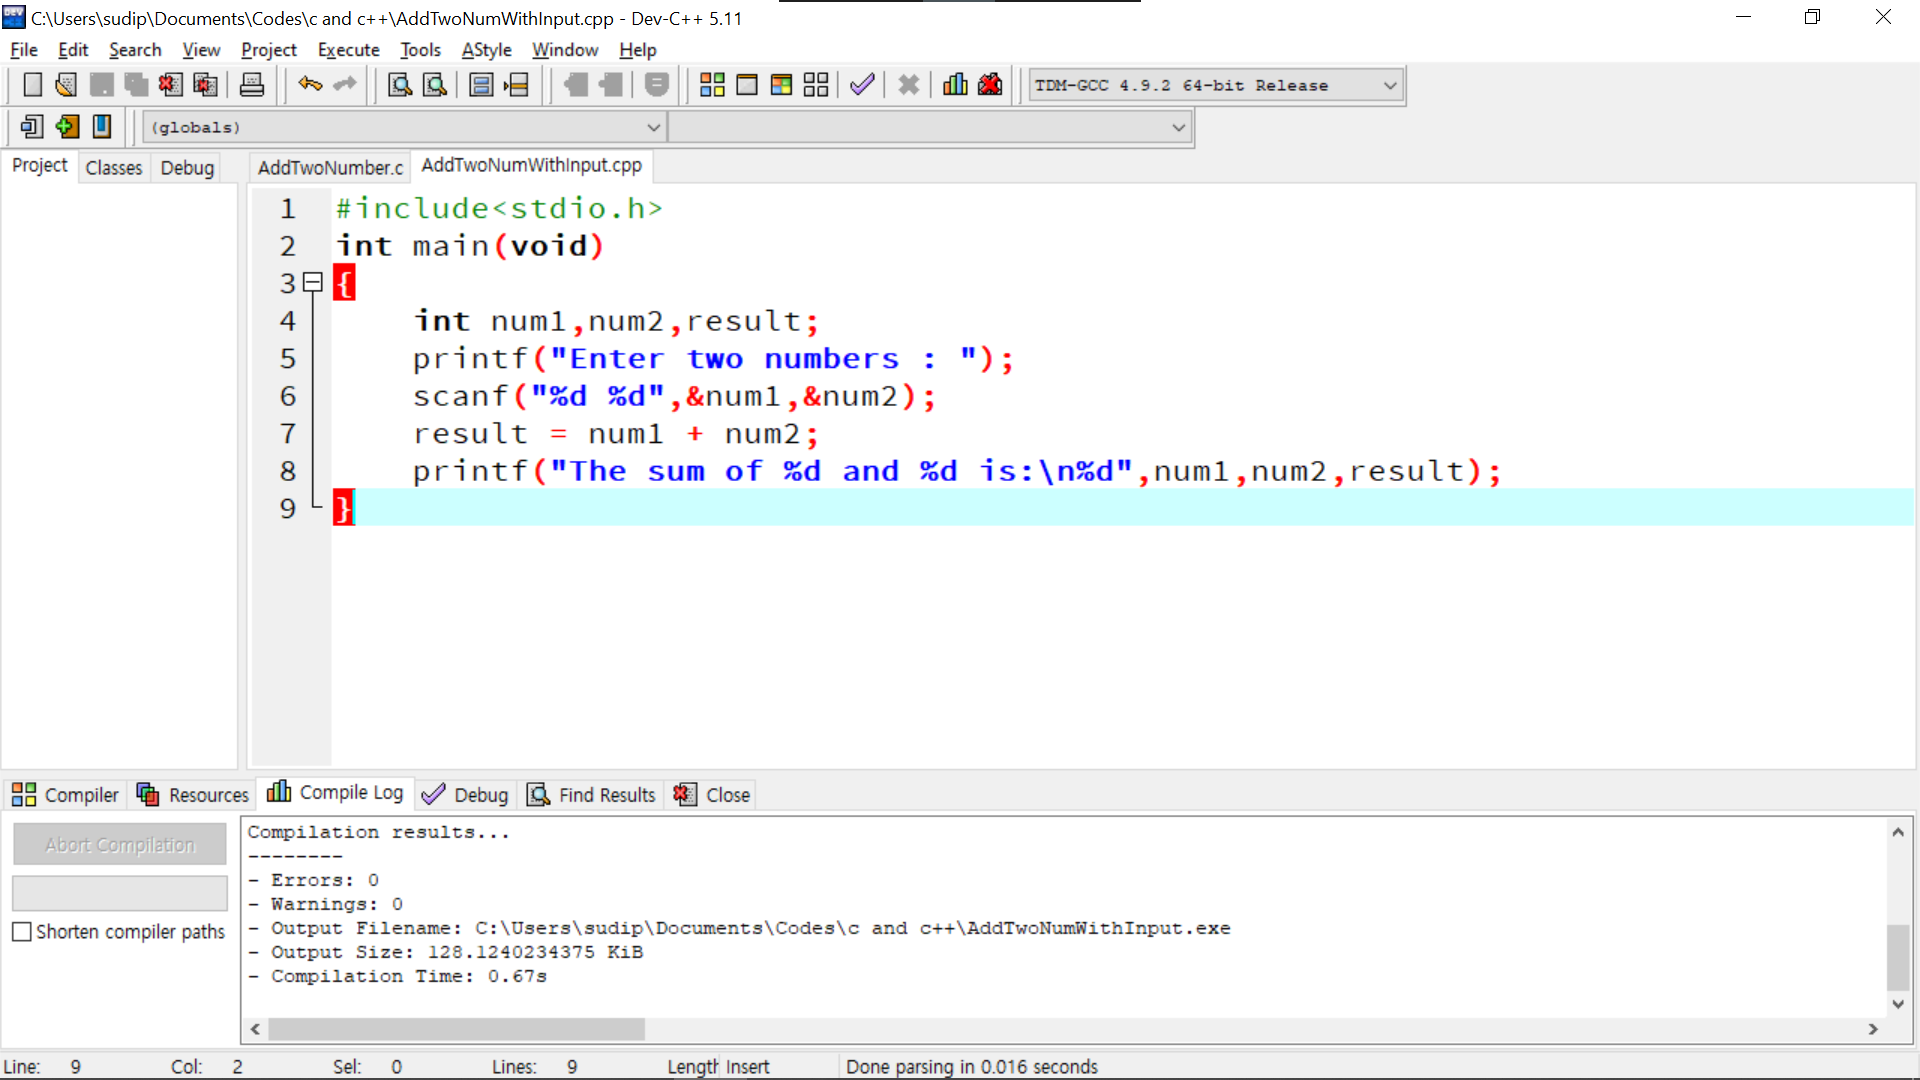 C:\Users\sudip\Documents\Codes\c and c++\AddTwoNumWithInput.cpp - Dev-C++ 5.11
File Edit Search View Project Execute Tools AStyle Window Help
TDM-GCC 4.9.2 64-bit Release
(globals)
Project Classes Debug AddTwoNumber.c AddTwoNumWithInput.cpp
1 #include<stdio.h>
2 int main(void)
3 {
4 int num1,num2,result;
5 printf("Enter two numbers : ");
6 scanf("%d %d",&num1,&num2);
7 result = num1 + num2;
8 printf("The sum of %d and %d is:\n%d",num1,num2,result);
9 }
Compiler Resources Compile Log Debug Find Results Close
Abort Compilation
Shorten compiler paths
Compilation results...
--------
- Errors: 0
- Warnings: 0
- Output Filename: C:\Users\sudip\Documents\Codes\c and c++\AddTwoNumWithInput.exe
- Output Size: 128.1240234375 KiB
- Compilation Time: 0.67s
Line: 9 Col: 2 Sel: 0 Lines: 9 Length Insert Done parsing in 0.016 seconds